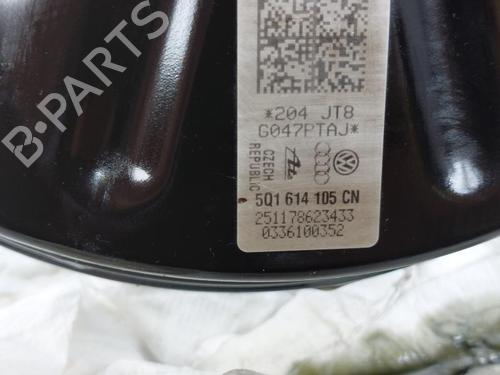 *204 JT8
G047PTAJ*
CZECH
REPUBLIC
5Q1 614 105 CN
251178623433
0336100352
B-PARTS